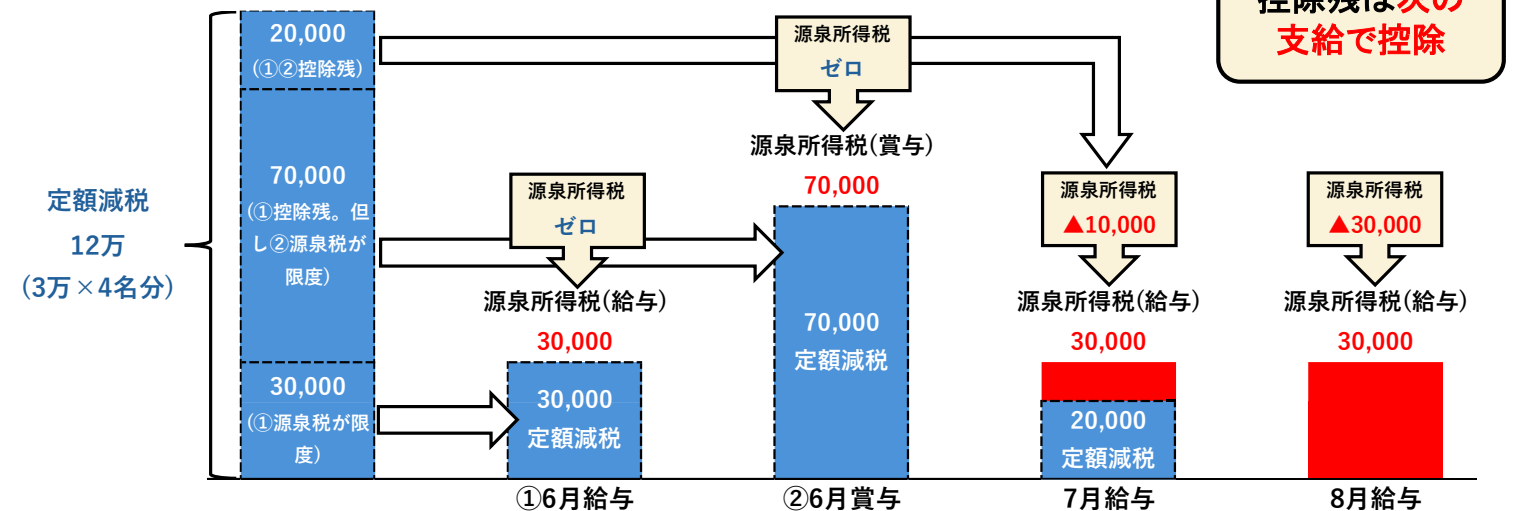 控除残は次の
支給で控除
定額減税
12万
(3万×4名分)
20,000
(①②控除残)
70,000
(①控除残。但
し②源泉税が
限度)
30,000
(①源泉税が限
度)
源泉所得税
ゼロ
源泉所得税(給与)
30,000
30,000
定額減税
①6月給与
源泉所得税
ゼロ
源泉所得税(賞与)
70,000
70,000
定額減税
②6月賞与
源泉所得税
▲10,000
源泉所得税(給与)
30,000
20,000
定額減税
7月給与
源泉所得税
▲30,000
源泉所得税(給与)
30,000
8月給与